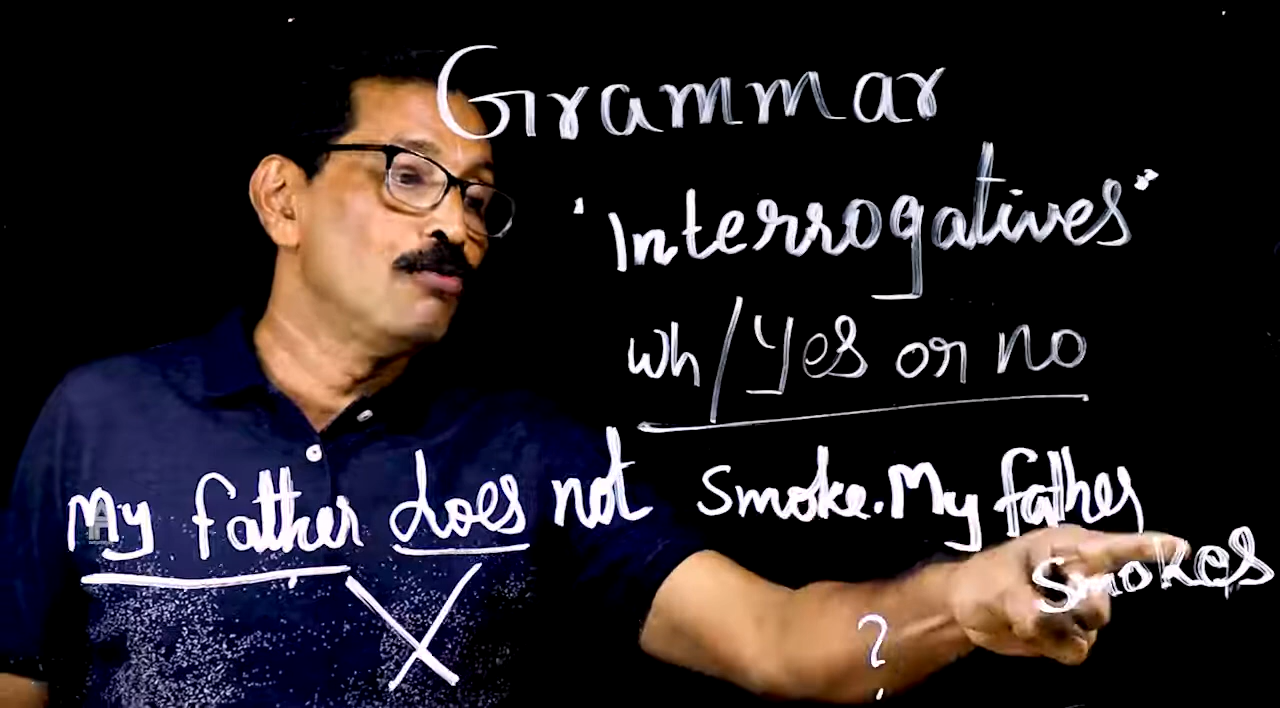 Grammar
'Interrogatives"
wh/Yes or no
My father does not smoke. My father
smokes
?